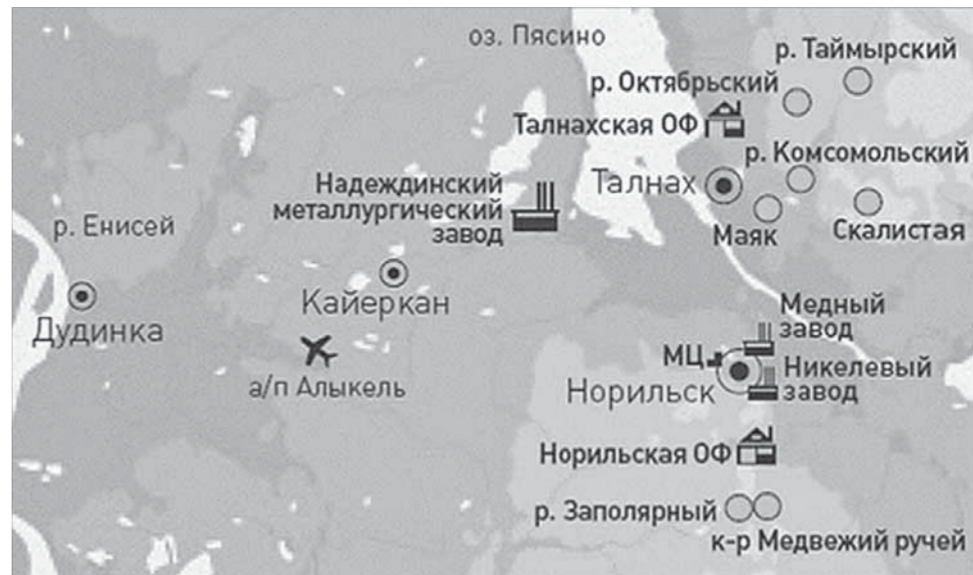 оз. Пясино
р. Таймырский
р. Октябрьский
Талнахская ОФ
р. Комсомольский
Талнах
Надеждинский
металлургический
завод
Маяк
Скалистая
р. Енисей
Кайеркан
Дудинка
Медный
завод
МЦ
а/п Алыкель
Норильск
Никелевый
завод
Норильская ОФ
р. Заполярный
к-р Медвежий ручей